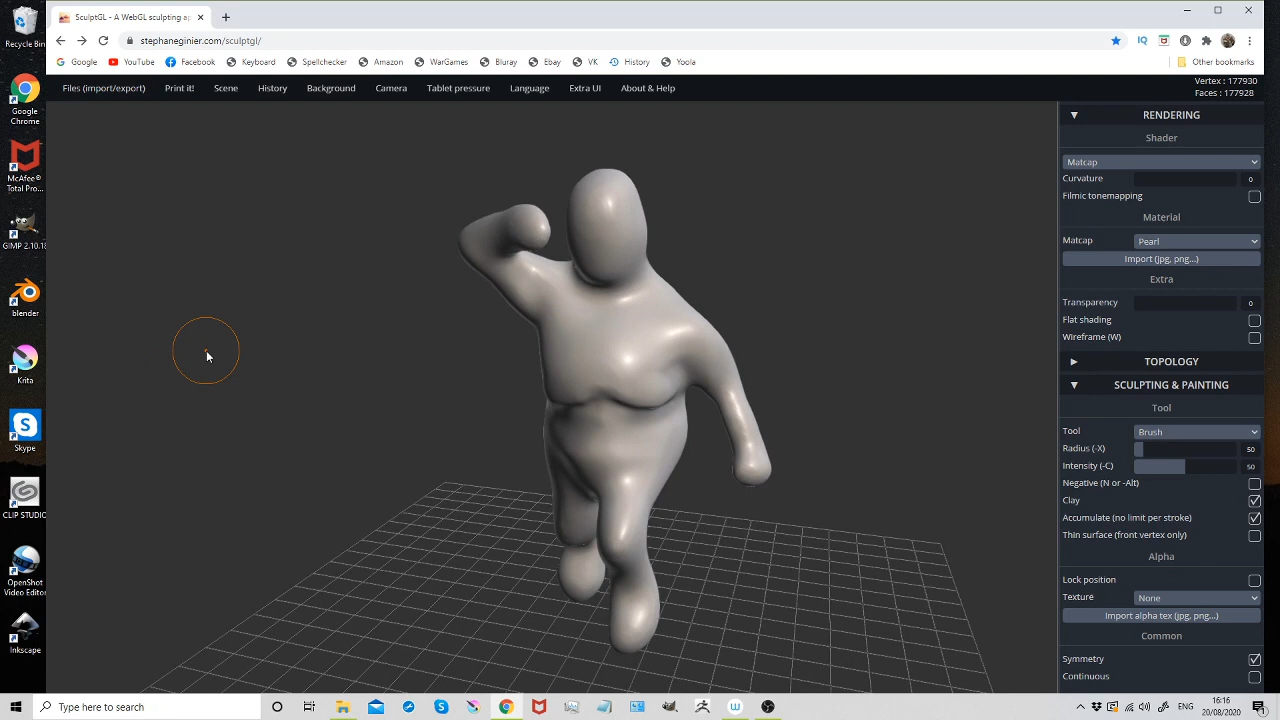 Recycle Bin
Google Chrome
McAfee®
Total Pro...
GIMP 2.10.18
blender
Krita
Skype
CLIP STUDIO
OpenShot
Video Editor
Inkscape
SculptGL - A WebGL sculpting ap
stephaneginier.com/sculptgl/
Google YouTube Facebook Keyboard Spellchecker Amazon WarGames Bluray Ebay VK History Yoola Other bookmarks
Files (import/export) Print it! Scene History Background Camera Tablet pressure Language Extra UI About & Help
Vertex : 177930
Faces : 177928
RENDERING
Shader
Matcap
Curvature 0
Filmic tonemapping
Material
Matcap Pearl
Import (jpg, png...)
Extra
Transparency 0
Flat shading
Wireframe (W)
TOPOLOGY
SCULPTING & PAINTING
Tool
Tool Brush
Radius (-X) 50
Intensity (-C) 50
Negative (N or -Alt)
Clay
Accumulate (no limit per stroke)
Thin surface (front vertex only)
Alpha
Lock position
Texture None
Import alpha tex (jpg, png...)
Common
Symmetry
Continuous
Type here to search
ENG
16:16
20/08/2020